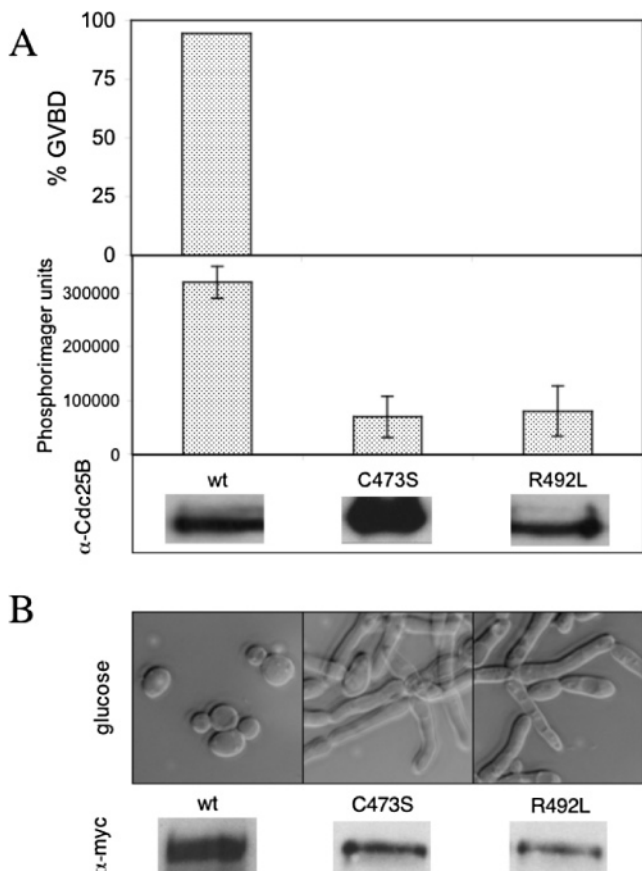 A
% GVBD
100
75
50
25
0
Phosphorimager units
300000
200000
100000
0
α-Cdc25B
wt C473S R492L
B
glucose
α-myc
wt C473S R492L